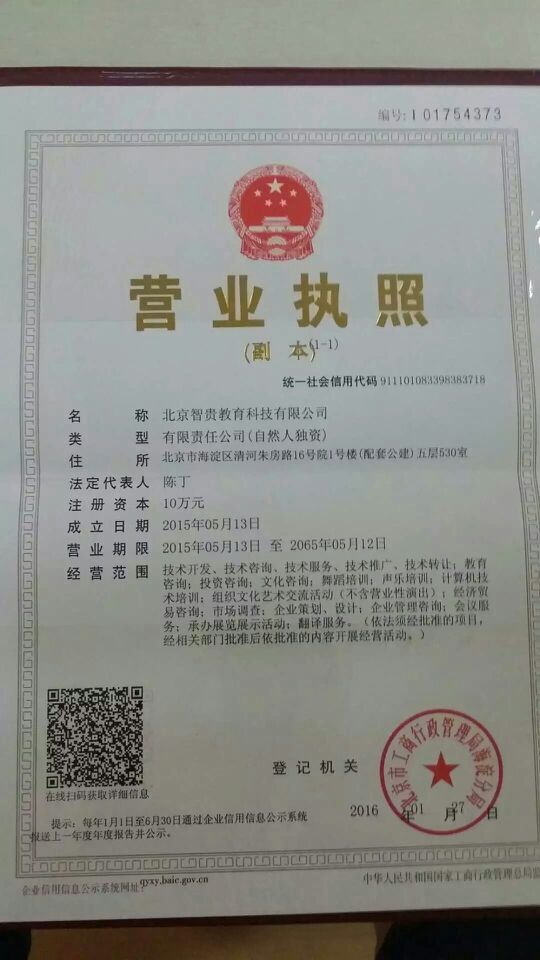 编号:I 01754373
营业执照
(副 本)(1-1)
统一社会信用代码 911101083398383718
名 称 北京智贵教育科技有限公司
类 型 有限责任公司(自然人独资)
住 所 北京市海淀区清河朱房路16号院1号楼(配套公建)五层530室
法定代表人 陈丁
注册资本 10万元
成立日期 2015年05月13日
营业期限 2015年05月13日 至 2065年05月12日
经营范围 技术开发、技术咨询、技术服务、技术推广、技术转让；教育
咨询；投资咨询；文化咨询；舞蹈培训；声乐培训；计算机技
术培训；组织文化艺术交流活动（不含营业性演出）；经济贸
易咨询；市场调查；企业策划、设计；企业管理咨询；会议服
务；承办展览展示活动；翻译服务。（依法须经批准的项目，
经相关部门批准后依批准的内容开展经营活动。）
在线扫码获取详细信息
登记机关
北京市工商行政管理局海淀分局
2016 年 01 月 27 日
提示：每年1月1日至6月30日通过企业信用信息公示系统
报送上一年度年度报告并公示。
企业信用信息公示系统网址：qyxy.baic.gov.cn
中华人民共和国国家工商行政管理总局监